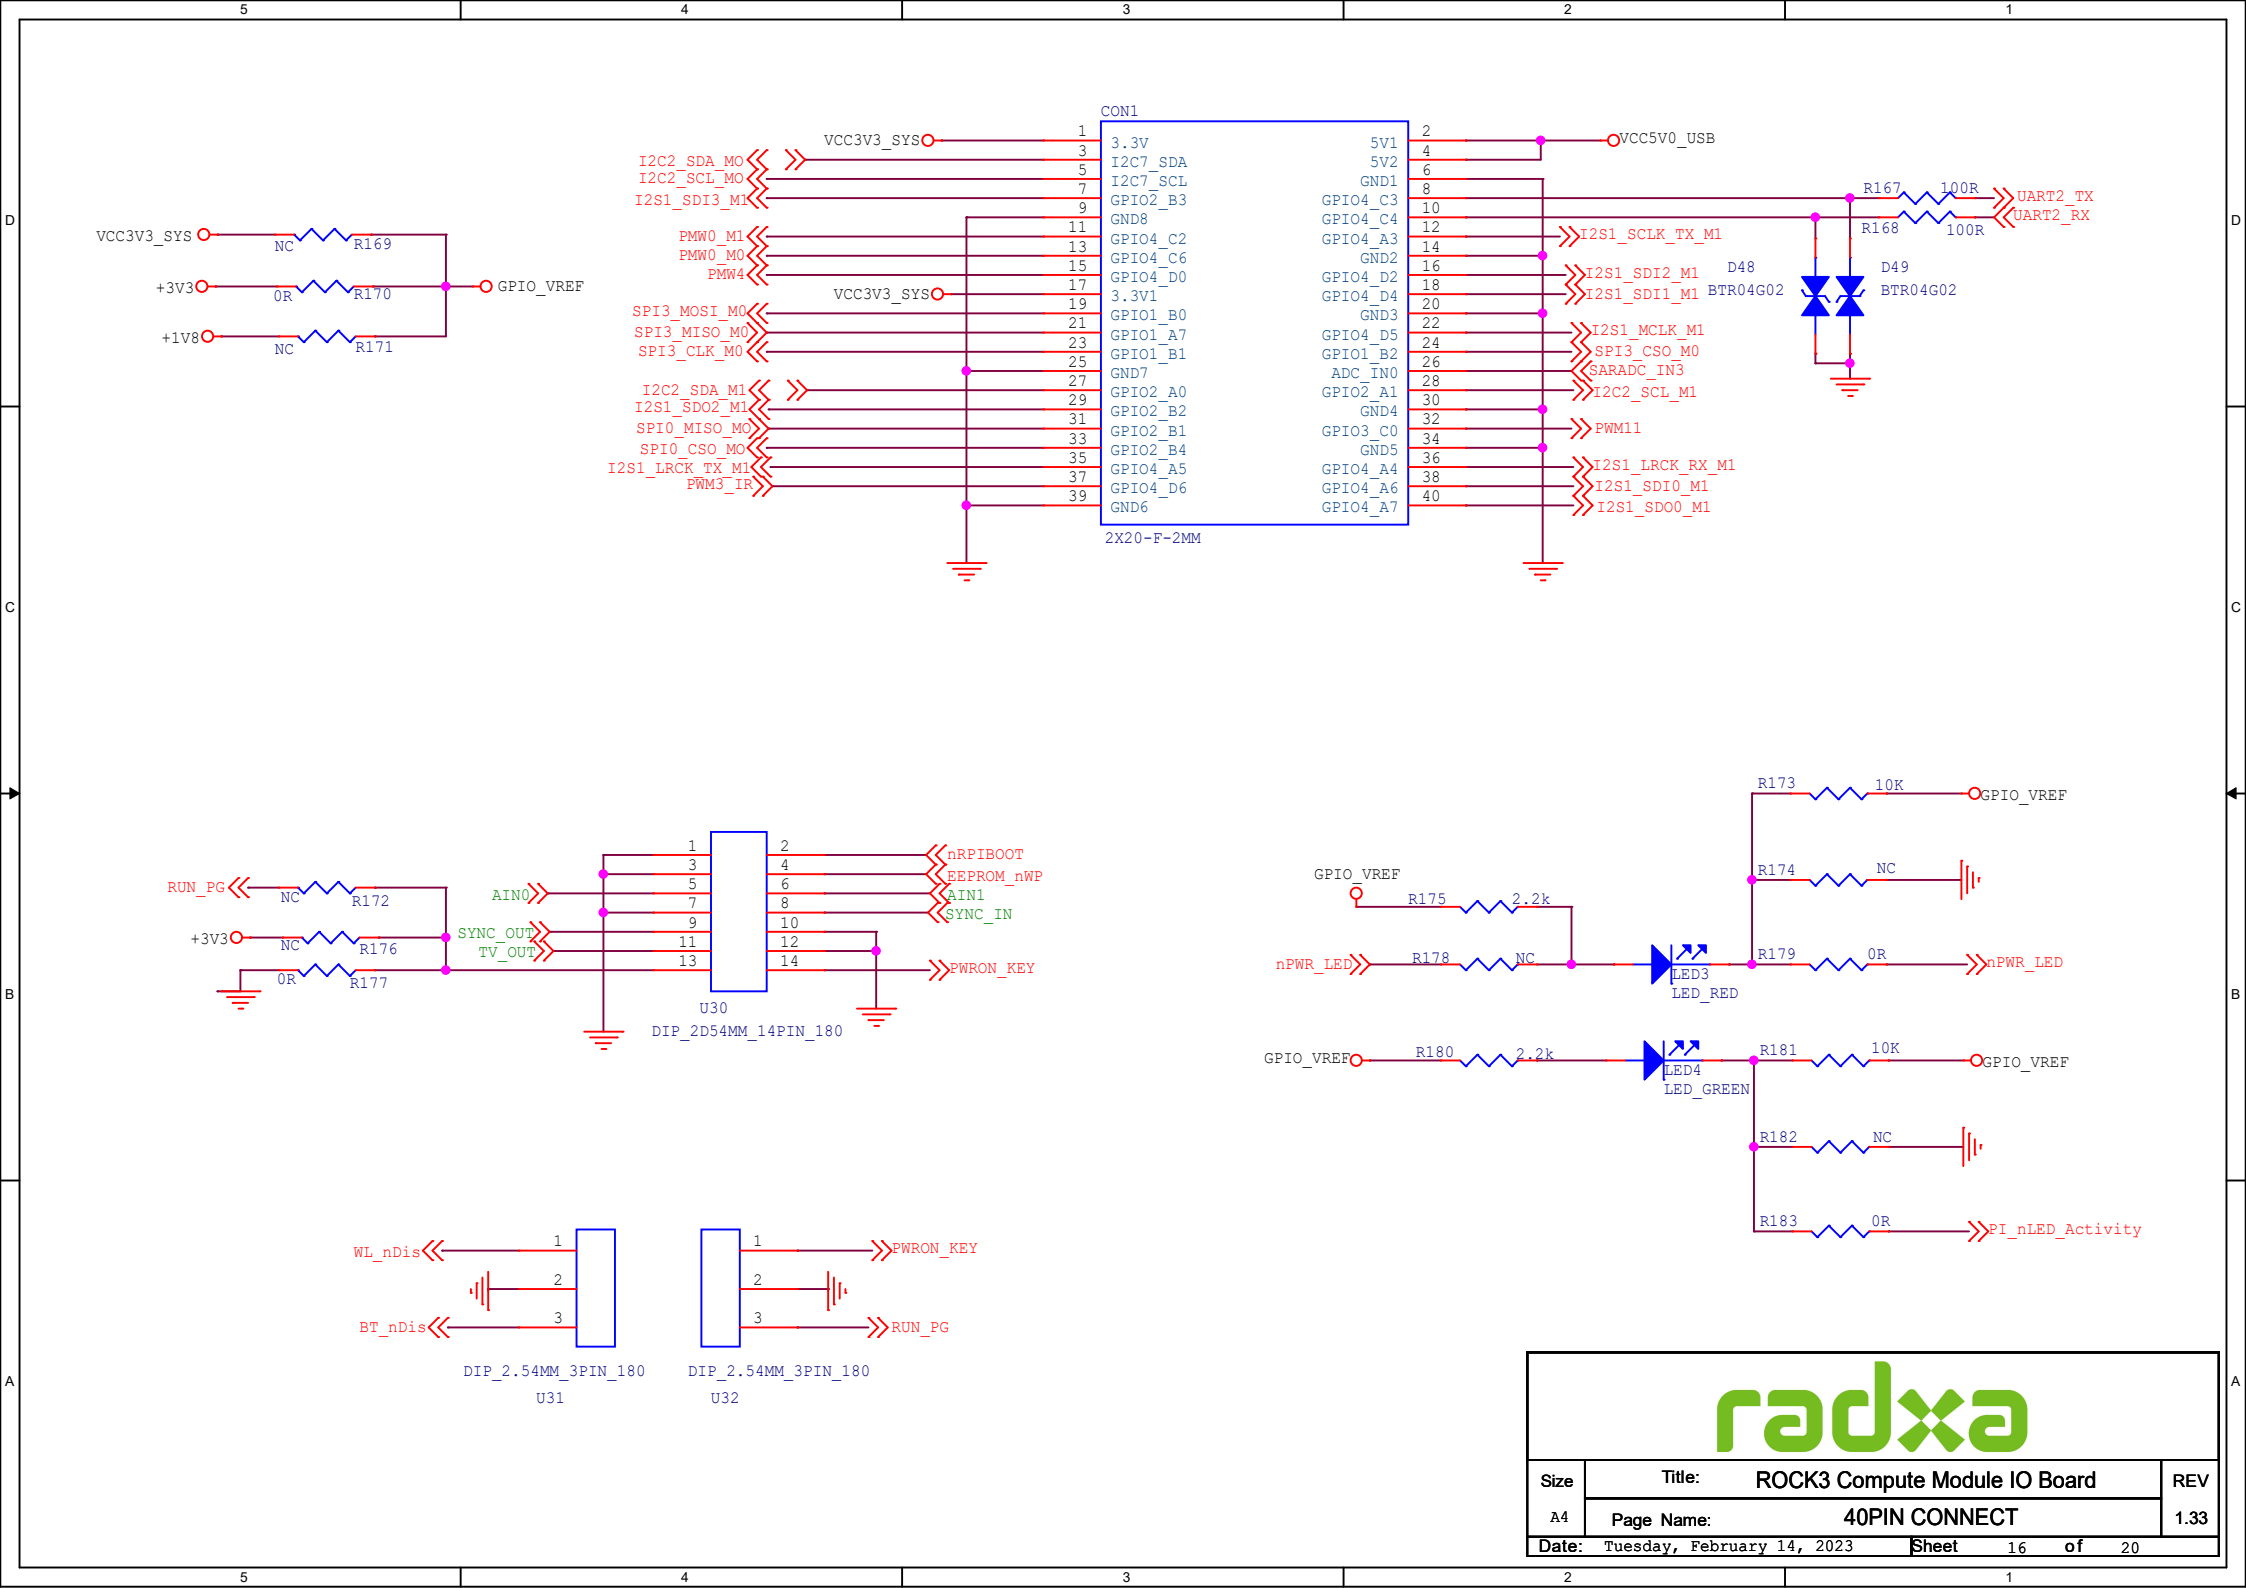 5 4 3 2 1
D
D
C
C
B
B
A
A
CON1
VCC3V3_SYS
I2C2_SDA_MO
I2C2_SCL_MO
I2S1_SDI3_M1
PMW0_M1
PMW0_M0
PMW4
VCC3V3_SYS
SPI3_MOSI_M0
SPI3_MISO_M0
SPI3_CLK_M0
I2C2_SDA_M1
I2S1_SDO2_M1
SPI0_MISO_MO
SPI0_CSO_MO
I2S1_LRCK_TX_M1
PWM3_IR
1 3.3V 5V1 2
3 I2C7_SDA 5V2 4
5 I2C7_SCL GND1 6
7 GPIO2_B3 GPIO4_C3 8
9 GND8 GPIO4_C4 10
11 GPIO4_C2 GPIO4_A3 12
13 GPIO4_C6 GND2 14
15 GPIO4_D0 GPIO4_D2 16
17 3.3V1 GPIO4_D4 18
19 GPIO1_B0 GND3 20
21 GPIO1_A7 GPIO4_D5 22
23 GPIO1_B1 GPIO1_B2 24
25 GND7 ADC_IN0 26
27 GPIO2_A0 GPIO2_A1 28
29 GPIO2_B2 GND4 30
31 GPIO2_B1 GPIO3_C0 32
33 GPIO2_B4 GND5 34
35 GPIO4_A5 GPIO4_A4 36
37 GPIO4_D6 GPIO4_A6 38
39 GND6 GPIO4_A7 40
2X20-F-2MM
VCC5V0_USB
R167 100R UART2_TX
R168 100R UART2_RX
I2S1_SCLK_TX_M1
I2S1_SDI2_M1
I2S1_SDI1_M1
I2S1_MCLK_M1
SPI3_CSO_M0
SARADC_IN3
I2C2_SCL_M1
PWM11
I2S1_LRCK_RX_M1
I2S1_SDI0_M1
I2S1_SDO0_M1
D48
BTR04G02
D49
BTR04G02
VCC3V3_SYS NC R169
+3V3 0R R170 GPIO_VREF
+1V8 NC R171
RUN_PG NC R172
+3V3 NC R176
0R R177
AIN0
SYNC_OUT
TV_OUT
1 2 nRPIBOOT
3 4 EEPROM_nWP
5 6 AIN1
7 8 SYNC_IN
9 10
11 12
13 14 PWRON_KEY
U30
DIP_2D54MM_14PIN_180
WL_nDis 1
2
BT_nDis 3
DIP_2.54MM_3PIN_180
U31
1 PWRON_KEY
2
3 RUN_PG
DIP_2.54MM_3PIN_180
U32
R173 10K GPIO_VREF
R174 NC
GPIO_VREF
R175 2.2k
nPWR_LED R178 NC
LED3
LED_RED
R179 0R nPWR_LED
GPIO_VREF R180 2.2k
LED4
LED_GREEN
R181 10K GPIO_VREF
R182 NC
R183 0R PI_nLED_Activity
radxa
Size Title: ROCK3 Compute Module IO Board REV
A4 Page Name: 40PIN CONNECT 1.33
Date: Tuesday, February 14, 2023 Sheet 16 of 20
5 4 3 2 1